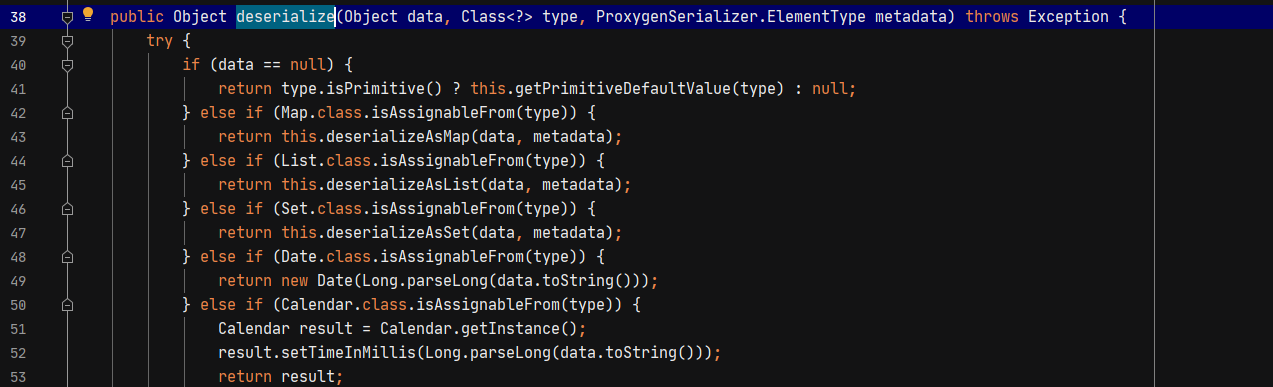 38 public Object deserialize(Object data, Class<?> type, ProxygenSerializer.ElementType metadata) throws Exception {
39 try {
40 if (data == null) {
41 return type.isPrimitive() ? this.getPrimitiveDefaultValue(type) : null;
42 } else if (Map.class.isAssignableFrom(type)) {
43 return this.deserializeAsMap(data, metadata);
44 } else if (List.class.isAssignableFrom(type)) {
45 return this.deserializeAsList(data, metadata);
46 } else if (Set.class.isAssignableFrom(type)) {
47 return this.deserializeAsSet(data, metadata);
48 } else if (Date.class.isAssignableFrom(type)) {
49 return new Date(Long.parseLong(data.toString()));
50 } else if (Calendar.class.isAssignableFrom(type)) {
51 Calendar result = Calendar.getInstance();
52 result.setTimeInMillis(Long.parseLong(data.toString()));
53 return result;